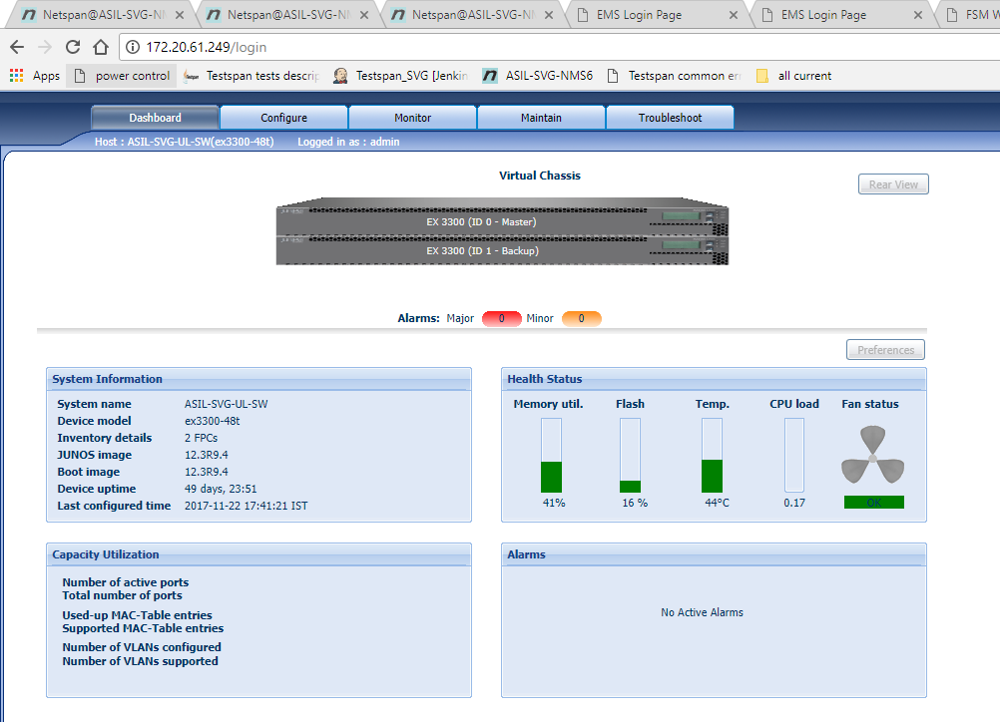 Netspan@ASIL-SVG-NM
Netspan@ASIL-SVG-NM
Netspan@ASIL-SVG-NM
EMS Login Page
EMS Login Page
FSM W
172.20.61.249/login
Apps power control Testspan tests descrip Testspan_SVG [Jenkin ASIL-SVG-NMS6 Testspan common err all current
Dashboard Configure Monitor Maintain Troubleshoot
Host : ASIL-SVG-UL-SW(ex3300-48t) Logged in as : admin
Virtual Chassis
Rear View
EX 3300 (ID 0 - Master)
EX 3300 (ID 1 - Backup)
Alarms: Major 0 Minor 0
Preferences
System Information
System name ASIL-SVG-UL-SW
Device model ex3300-48t
Inventory details 2 FPCs
JUNOS image 12.3R9.4
Boot image 12.3R9.4
Device uptime 49 days, 23:51
Last configured time 2017-11-22 17:41:21 IST
Health Status
Memory util. Flash Temp. CPU load Fan status
41% 16 % 44°C 0.17 OK
Capacity Utilization
Number of active ports
Total number of ports
Used-up MAC-Table entries
Supported MAC-Table entries
Number of VLANs configured
Number of VLANs supported
Alarms
No Active Alarms